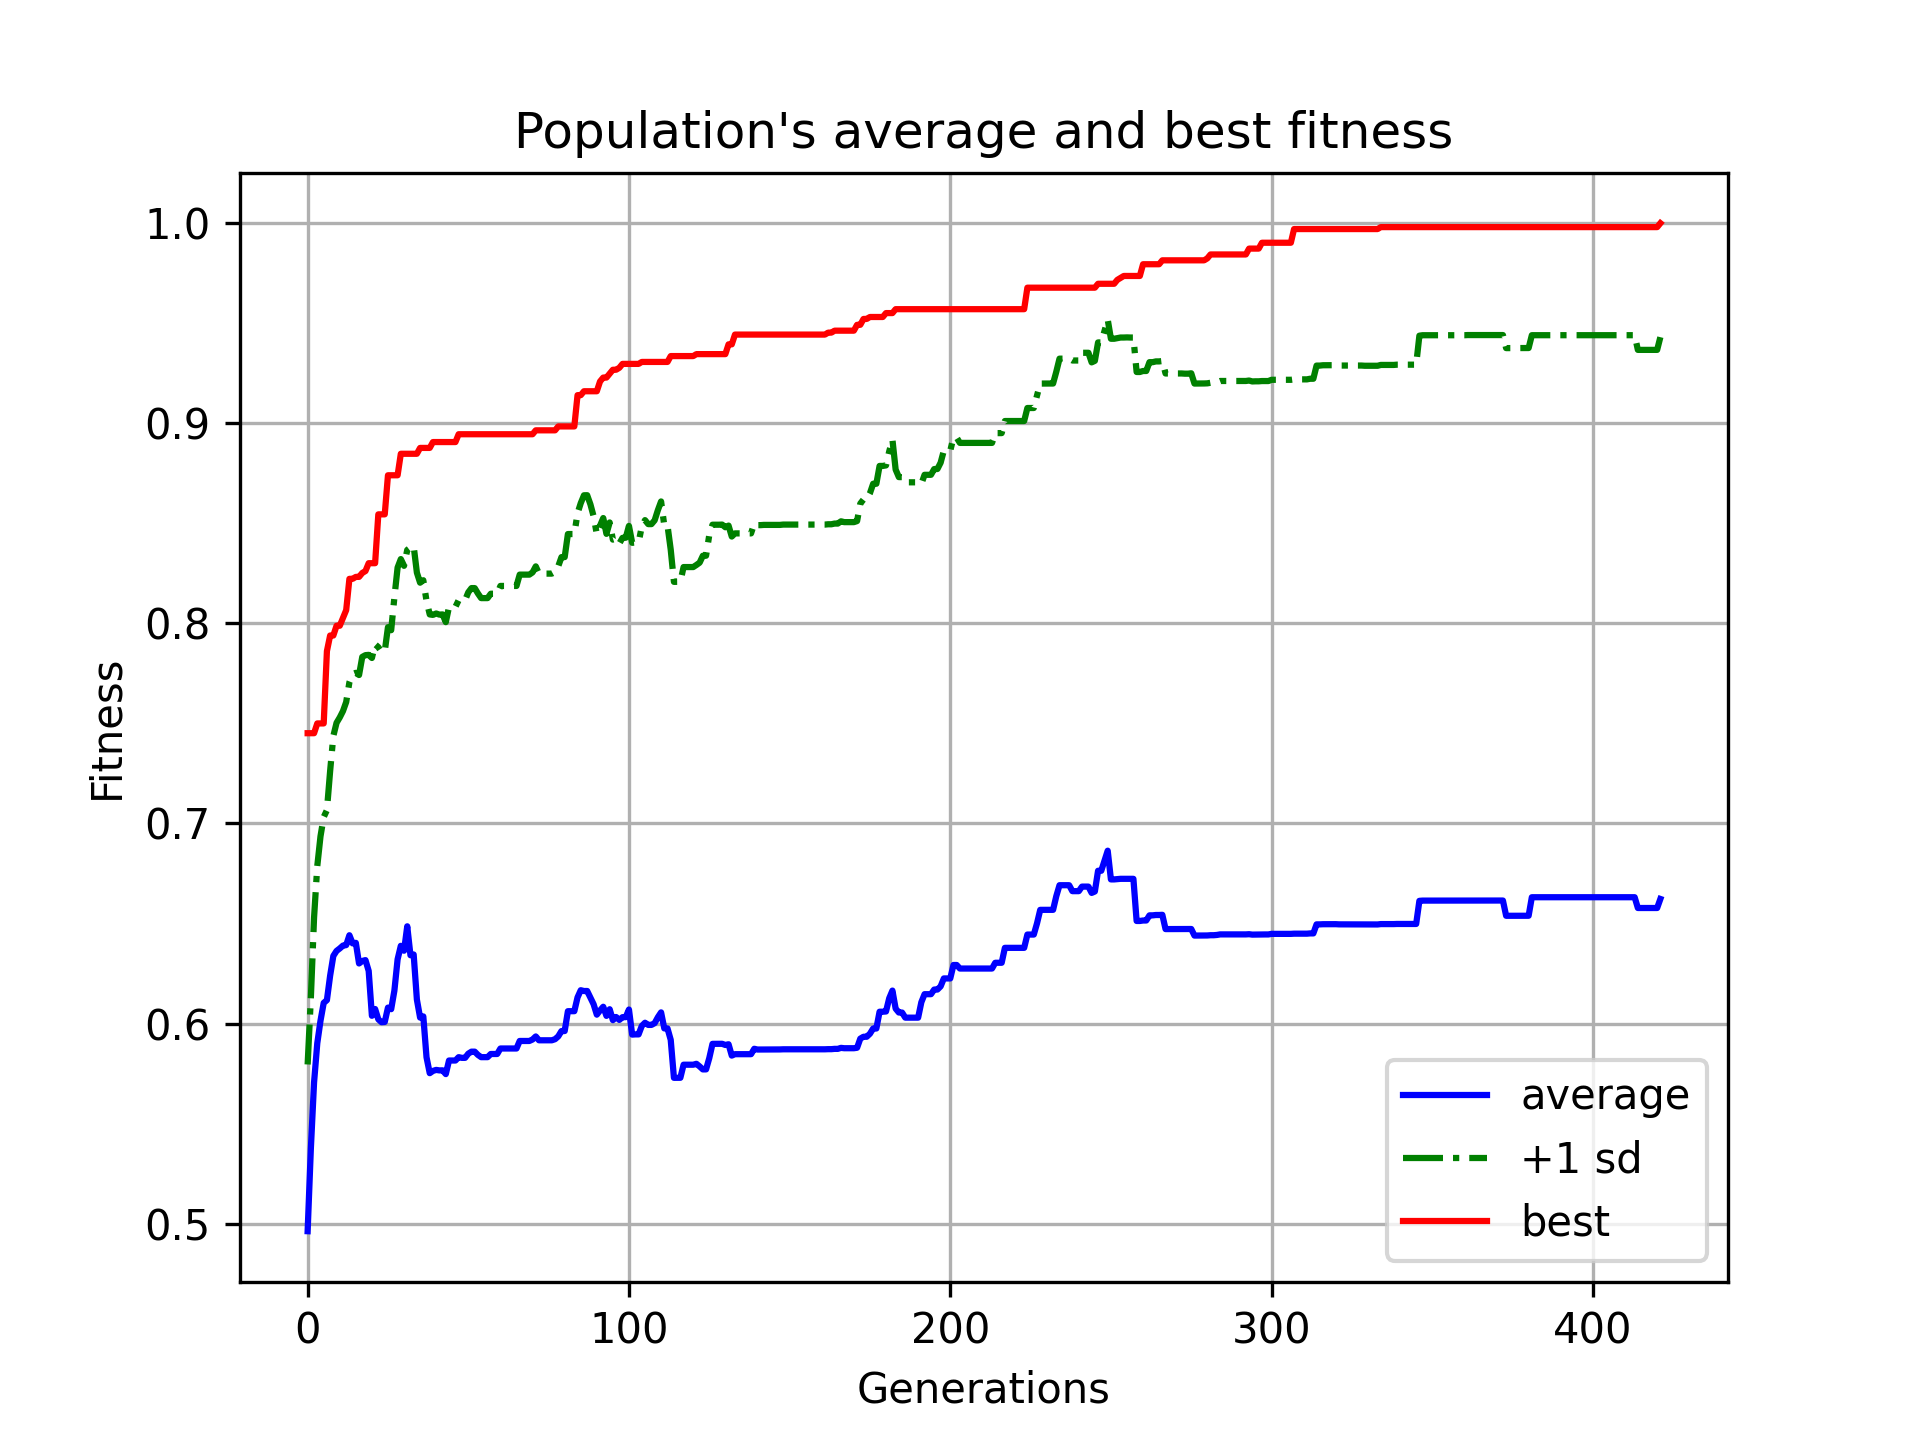 Population's average and best fitness
1.0
0.9
0.8
0.7
0.6
0.5
Fitness
average
+1 sd
best
0 100 200 300 400
Generations